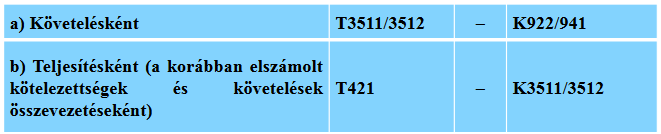 a) Követelésként T3511/3512 – K922/941
b) Teljesítésként (a korábban elszámolt
kötelezettségek és követelések T421 – K3511/3512
összevezetéseként)